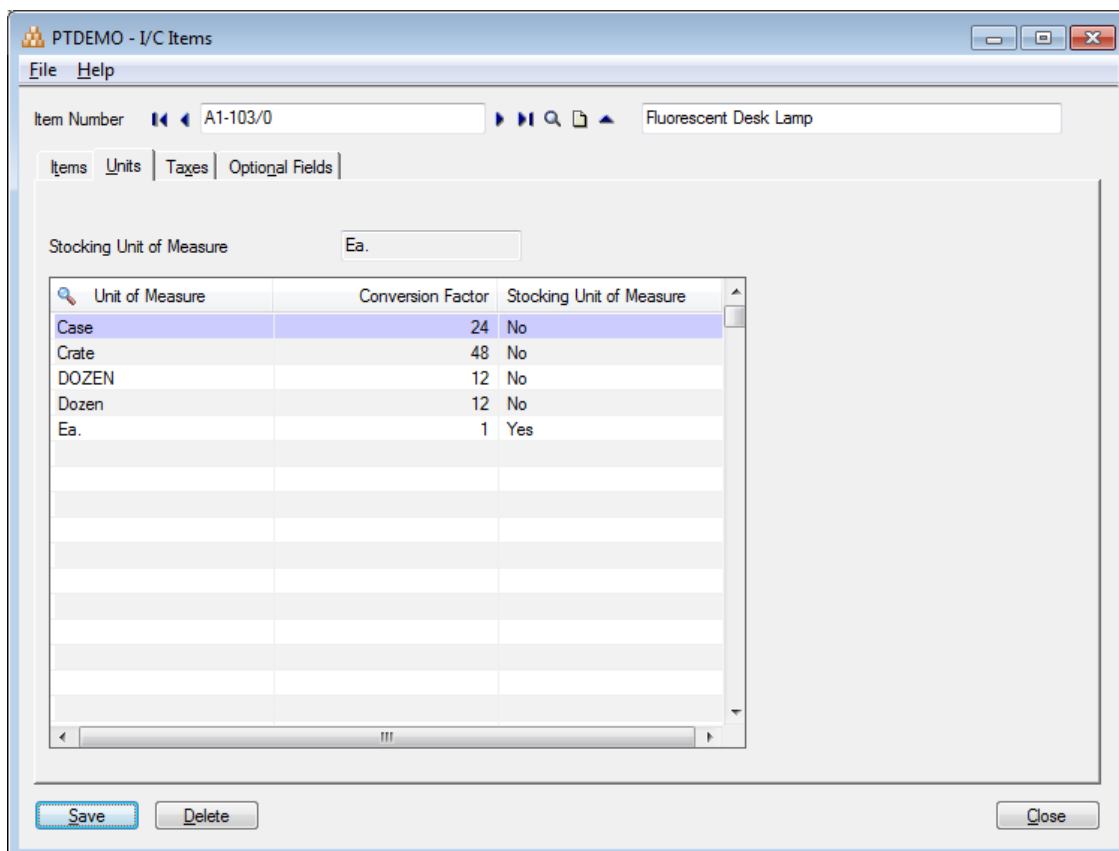 PTDEMO - I/C Items
File Help
Item Number A1-103/0 Fluorescent Desk Lamp
Items Units Taxes Optional Fields
Stocking Unit of Measure Ea.
Unit of Measure Conversion Factor Stocking Unit of Measure
Case 24 No
Crate 48 No
DOZEN 12 No
Dozen 12 No
Ea. 1 Yes
Save Delete Close